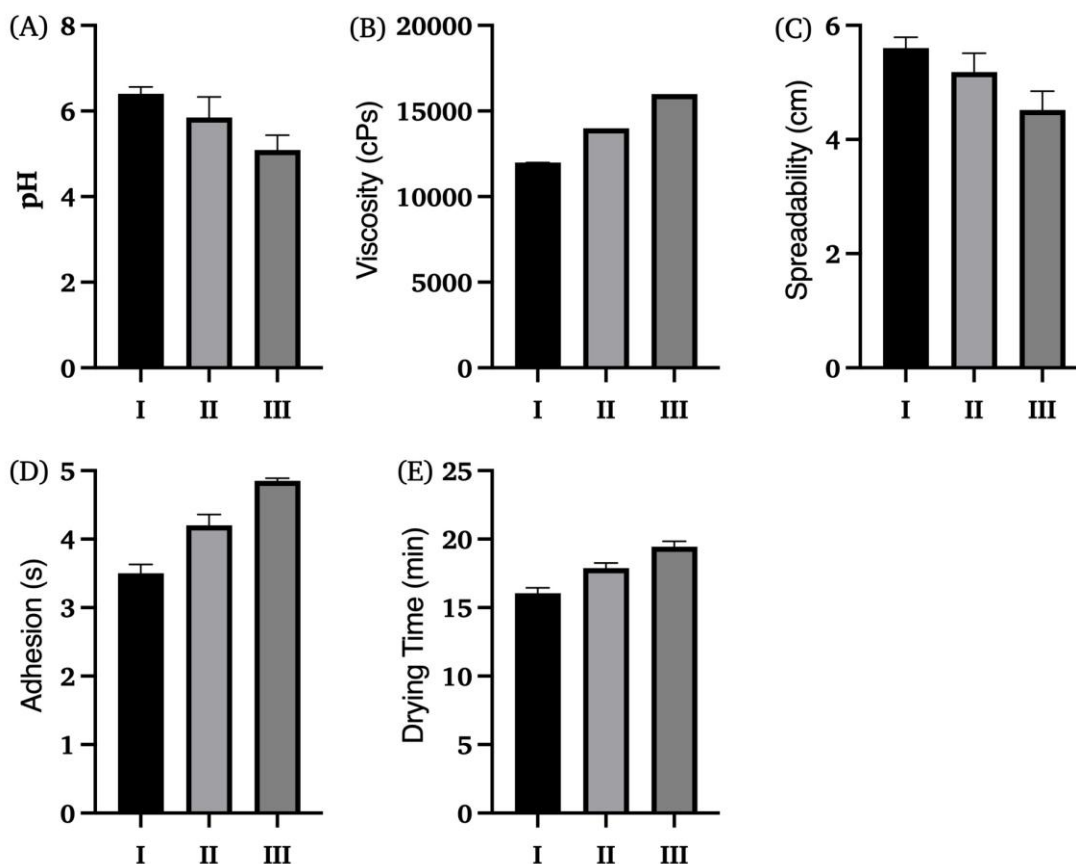 (A)
pH
8
6
4
2
0
I II III
(B)
Viscosity (cPs)
20000
15000
10000
5000
0
I II III
(C)
Spreadability (cm)
6
4
2
0
I II III
(D)
Adhesion (s)
5
4
3
2
1
0
I II III
(E)
Drying Time (min)
25
20
15
10
5
0
I II III